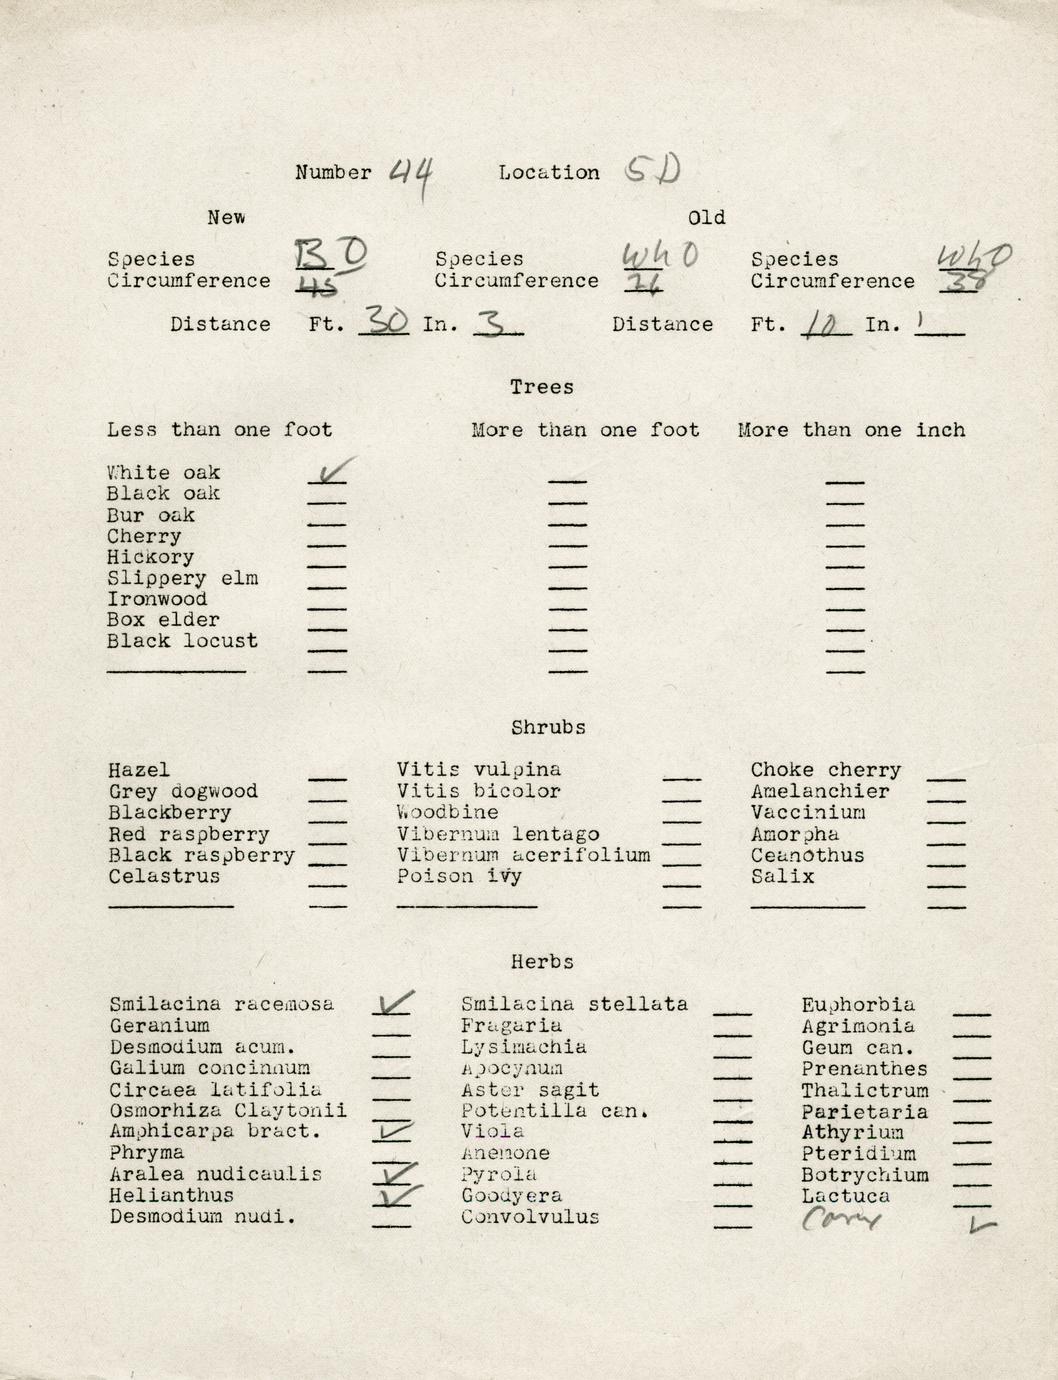 Number 44 Location 5D
New Old
Species BO Species WhO Species WhO
Circumference 45 Circumference Circumference 38
Distance Ft. 30 In. 3 Distance Ft. 10 In. 1
Trees
Less than one foot More than one foot More than one inch
White oak ✓
Black oak
Bur oak
Cherry
Hickory
Slippery elm
Ironwood
Box elder
Black locust
Shrubs
Hazel Vitis vulpina Choke cherry
Grey dogwood Vitis bicolor Amelanchier
Blackberry Woodbine Vaccinium
Red raspberry Vibernum lentago Amorpha
Black raspberry Vibernum acerifolium Ceanothus
Celastrus Poison ivy Salix
Herbs
Smilacina racemosa ✓ Smilacina stellata Euphorbia
Geranium Fragaria Agrimonia
Desmodium acum. Lysimachia Geum can.
Galium concinnum Apocynum Prenanthes
Circaea latifolia Aster sagit Thalictrum
Osmorhiza Claytonii Potentilla can. Parietaria
Amphicarpa bract. ✓ Viola Athyrium
Phryma Anemone Pteridium
Aralea nudicaulis ✓ Pyrola Botrychium
Helianthus ✓ Goodyera Lactuca
Desmodium nudi. Convolvulus Carex ✓